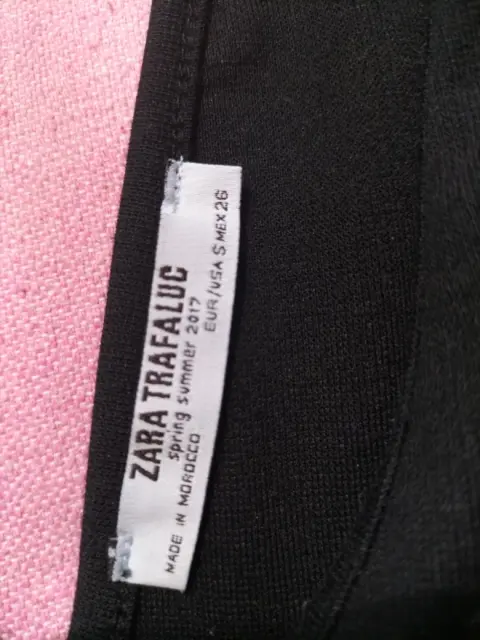 ZARA TRAFALUC
spring summer 2017
MADE IN MOROCCO
EUR/USA S MEX 26